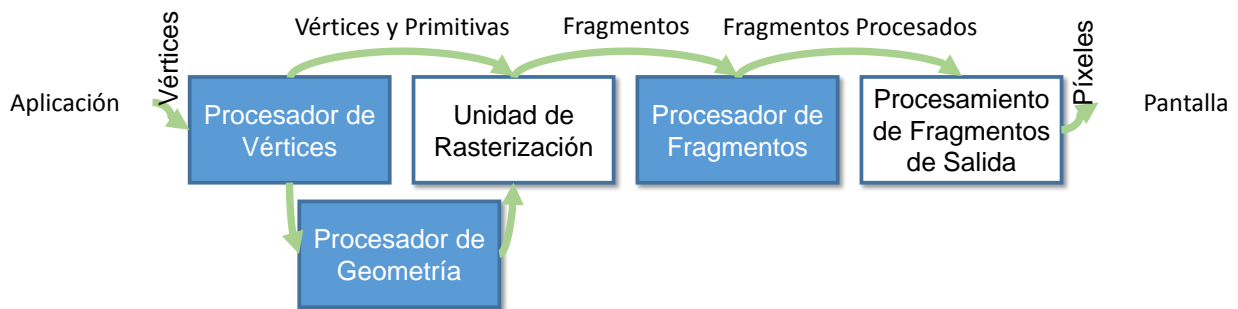 Vértices y Primitivas
Fragmentos
Fragmentos Procesados
Aplicación
Vértices
Procesador de
Vértices
Unidad de
Rasterización
Procesador de
Fragmentos
Procesamiento
de Fragmentos
de Salida
Píxeles
Pantalla
Procesador de
Geometría